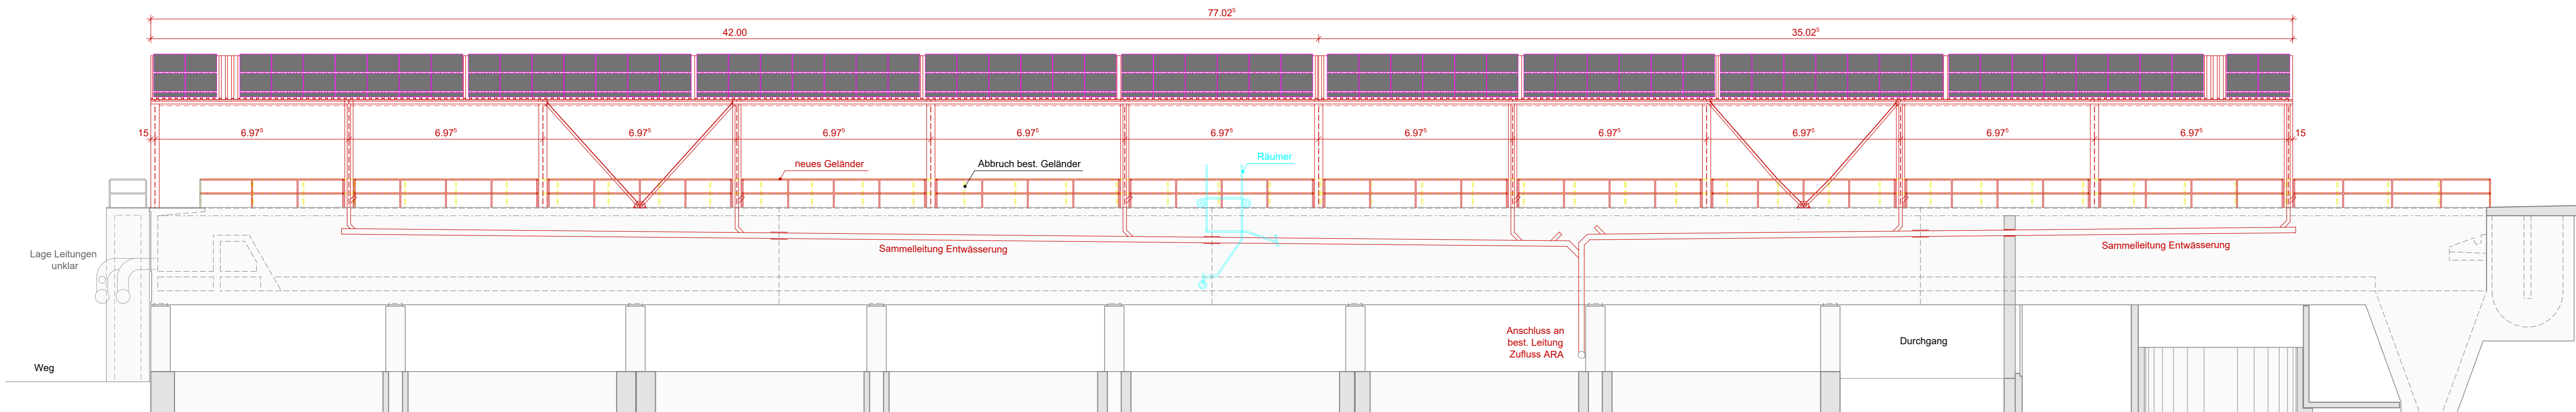 77.02⁵
42.00
35.02⁵
15
6.97⁵
6.97⁵
6.97⁵
6.97⁵
6.97⁵
6.97⁵
6.97⁵
6.97⁵
6.97⁵
6.97⁵
6.97⁵
15
neues Geländer
Abbruch best. Geländer
Räumer
Lage Leitungen
unklar
Sammelleitung Entwässerung
Sammelleitung Entwässerung
Anschluss an
best. Leitung
Zufluss ARA
Durchgang
Weg